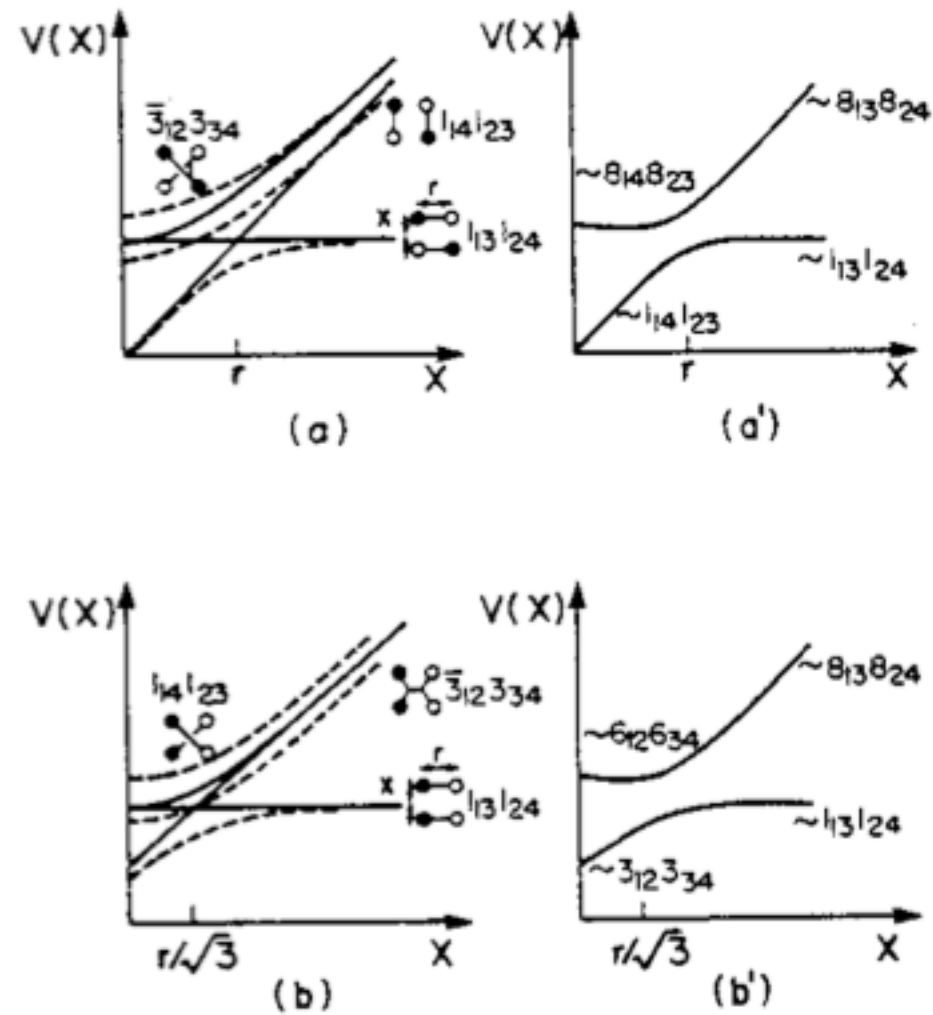 V(X)
3̅₁₂3₃₄
1₁₄1₂₃
r
x
1₁₃1₂₄
r
X
(a)
V(X)
~8₁₄8₂₃
~8₁₃8₂₄
~1₁₃1₂₄
~1₁₄1₂₃
r
X
(a')
V(X)
1₁₄1₂₃
3̅₁₂3₃₄
r
x
1₁₃1₂₄
r/√3
X
(b)
V(X)
~6₁₂6₃₄
~8₁₃8₂₄
~1₁₃1₂₄
~3₁₂3₃₄
r/√3
X
(b')